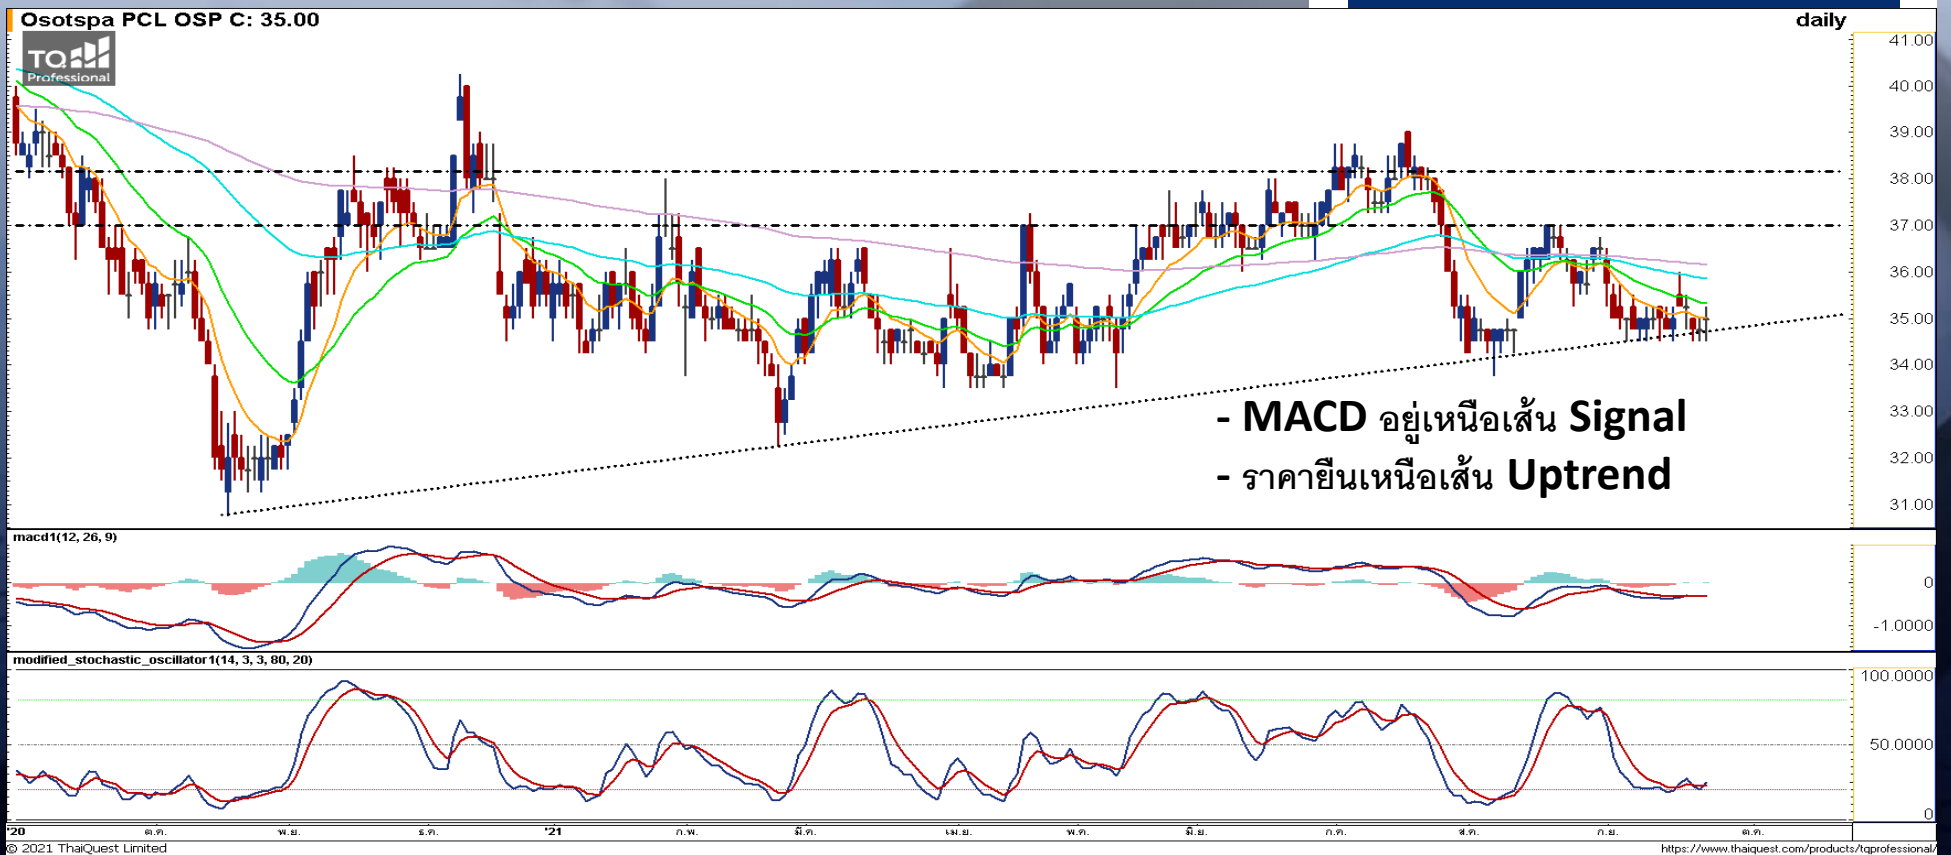 Osotspa PCL OSP C: 35.00
daily
TQ
Professional
41.00
40.00
39.00
38.00
37.00
36.00
35.00
34.00
33.00
32.00
31.00
- MACD อยู่เหนือเส้น Signal
- ราคายืนเหนือเส้น Uptrend
macd1(12, 26, 9)
0
-1.0000
modified_stochastic_oscillator1(14, 3, 3, 80, 20)
100.0000
50.0000
0
'20 ต.ค. พ.ย. ธ.ค. '21 ก.พ. มี.ค. เม.ย. พ.ค. มิ.ย. ก.ค. ส.ค. ก.ย. ต.ค.
© 2021 ThaiQuest Limited
https://www.thaiquest.com/products/tqprofessional/